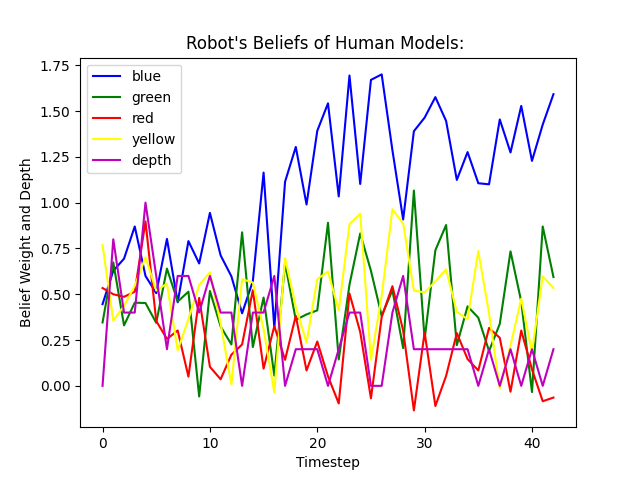 Robot's Beliefs of Human Models:
blue
green
red
yellow
depth
Belief Weight and Depth
1.75
1.50
1.25
1.00
0.75
0.50
0.25
0.00
0
10
20
30
40
Timestep